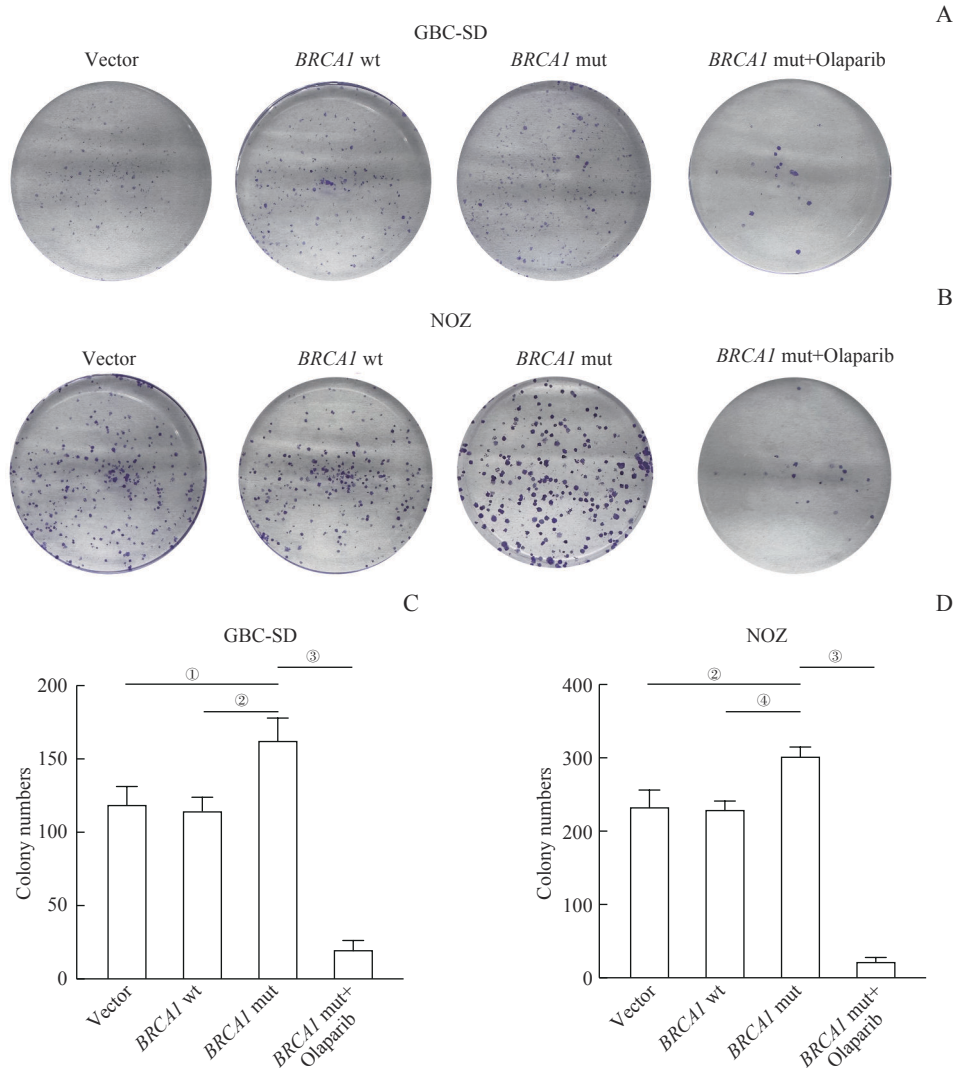 A
GBC-SD
Vector
BRCA1 wt
BRCA1 mut
BRCA1 mut+Olaparib
B
NOZ
Vector
BRCA1 wt
BRCA1 mut
BRCA1 mut+Olaparib
C
GBC-SD
③
①
②
200
150
100
50
0
Colony numbers
Vector
BRCA1 wt
BRCA1 mut
BRCA1 mut+
Olaparib
D
NOZ
③
②
④
400
300
200
100
0
Colony numbers
Vector
BRCA1 wt
BRCA1 mut
BRCA1 mut+
Olaparib